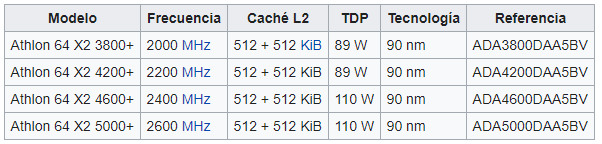 Modelo Frecuencia Caché L2 TDP Tecnología Referencia
Athlon 64 X2 3800+ 2000 MHz 512 + 512 KiB 89 W 90 nm ADA3800DAA5BV
Athlon 64 X2 4200+ 2200 MHz 512 + 512 KiB 89 W 90 nm ADA4200DAA5BV
Athlon 64 X2 4600+ 2400 MHz 512 + 512 KiB 110 W 90 nm ADA4600DAA5BV
Athlon 64 X2 5000+ 2600 MHz 512 + 512 KiB 110 W 90 nm ADA5000DAA5BV